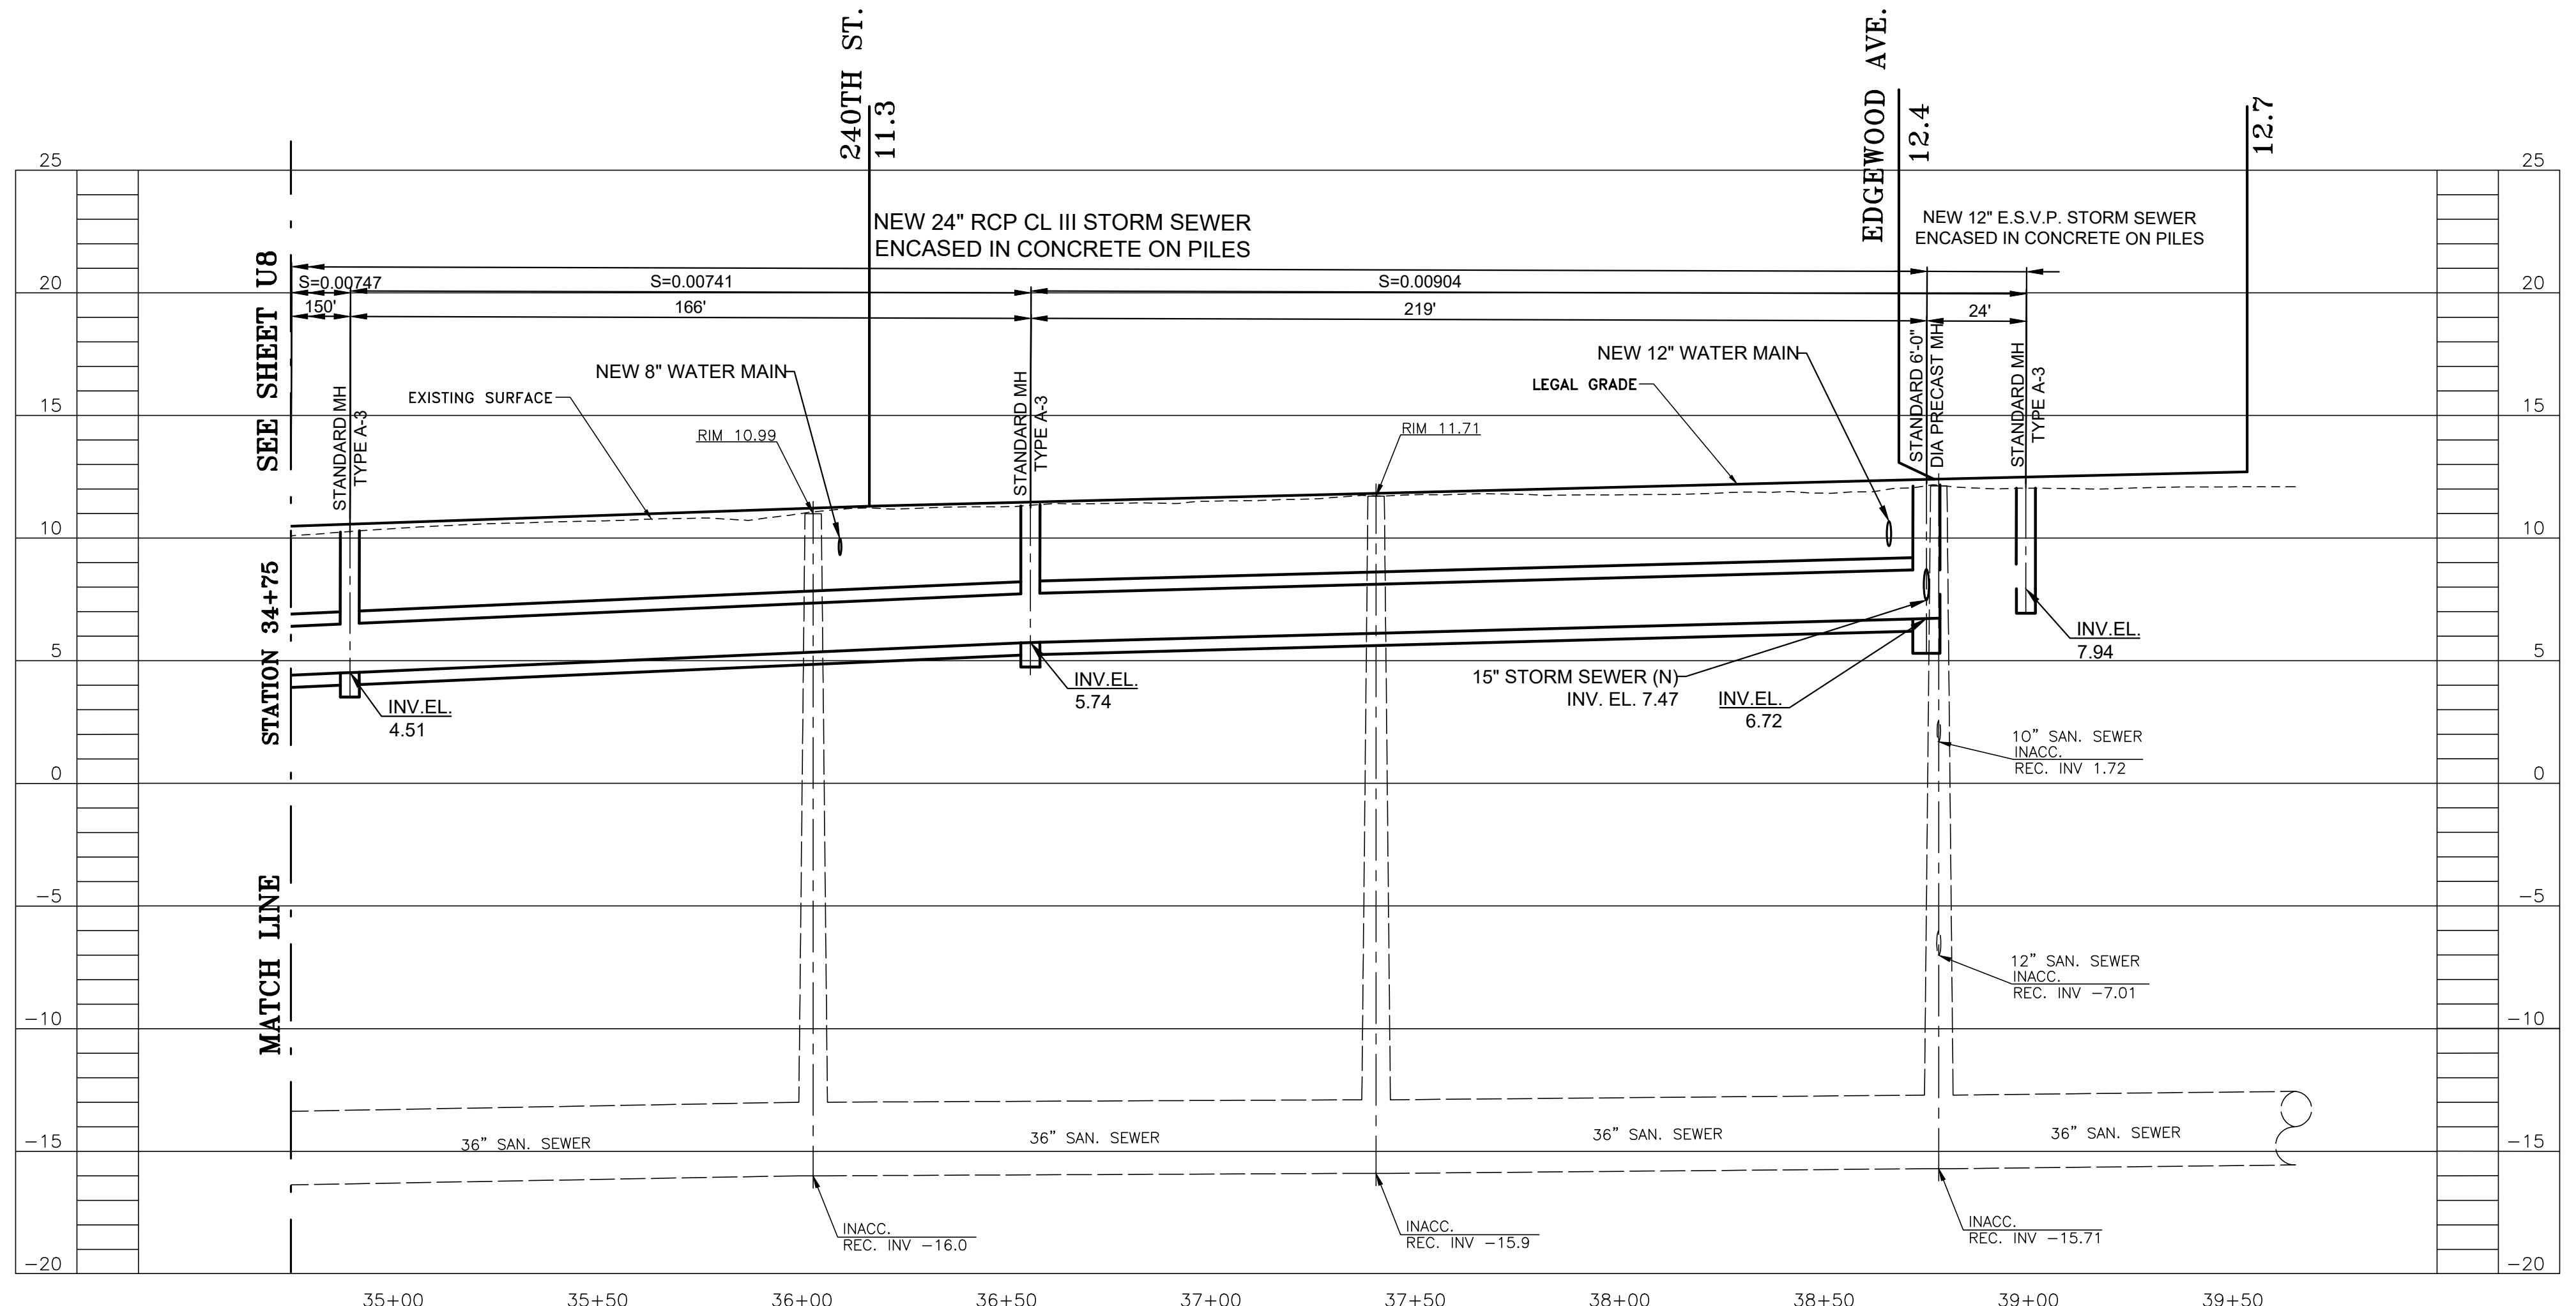 240TH ST.
11.3
EDGEWOOD AVE.
12.4
12.7
25
25
NEW 24" RCP CL III STORM SEWER
ENCASED IN CONCRETE ON PILES
NEW 12" E.S.V.P. STORM SEWER
ENCASED IN CONCRETE ON PILES
S=0.00747
S=0.00741
S=0.00904
20
20
150'
166'
219'
24'
MATCH LINE STATION 34+75 SEE SHEET U8
STANDARD MH
TYPE A-3
EXISTING SURFACE
NEW 8" WATER MAIN
RIM 10.99
STANDARD MH
TYPE A-3
RIM 11.71
LEGAL GRADE
NEW 12" WATER MAIN
STANDARD 6'-0"
DIA PRECAST MH
STANDARD MH
TYPE A-3
15
15
10
10
5
5
INV.EL.
4.51
INV.EL.
5.74
15" STORM SEWER (N)
INV. EL. 7.47
INV.EL.
6.72
INV.EL.
7.94
10" SAN. SEWER
INACC.
REC. INV 1.72
0
0
-5
-5
12" SAN. SEWER
INACC.
REC. INV -7.01
-10
-10
36" SAN. SEWER
36" SAN. SEWER
36" SAN. SEWER
36" SAN. SEWER
-15
-15
INACC.
REC. INV -16.0
INACC.
REC. INV -15.9
INACC.
REC. INV -15.71
-20
-20
35+00
35+50
36+00
36+50
37+00
37+50
38+00
38+50
39+00
39+50